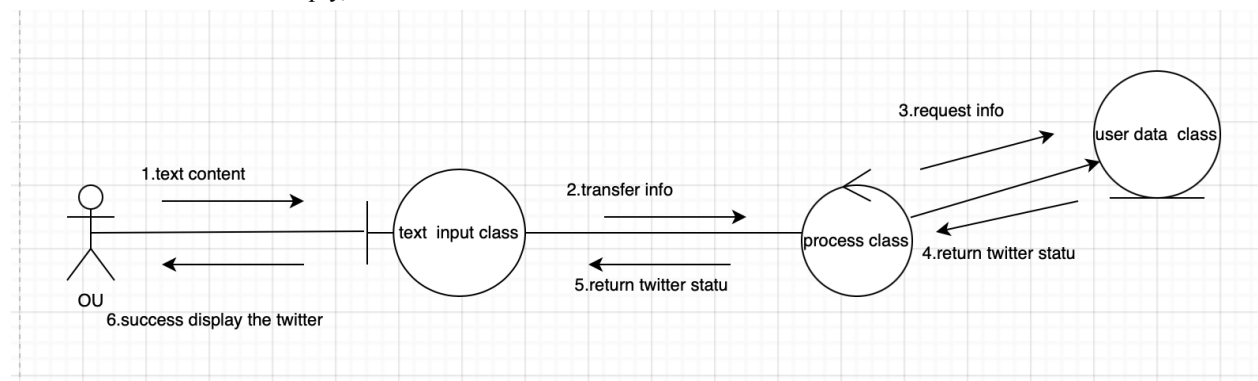 3.request info
user data class
1.text content
2.transfer info
text input class
process class
4.return twitter statu
5.return twitter statu
OU
6.success display the twitter